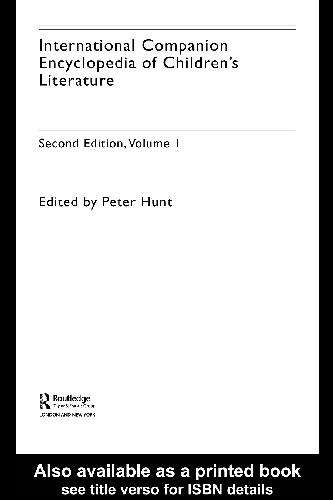 International Companion
Encyclopedia of Children's
Literature
Second Edition, Volume 1
Edited by Peter Hunt
Routledge
Taylor & Francis Group
LONDON AND NEW YORK
Also available as a printed book
see title verso for ISBN details